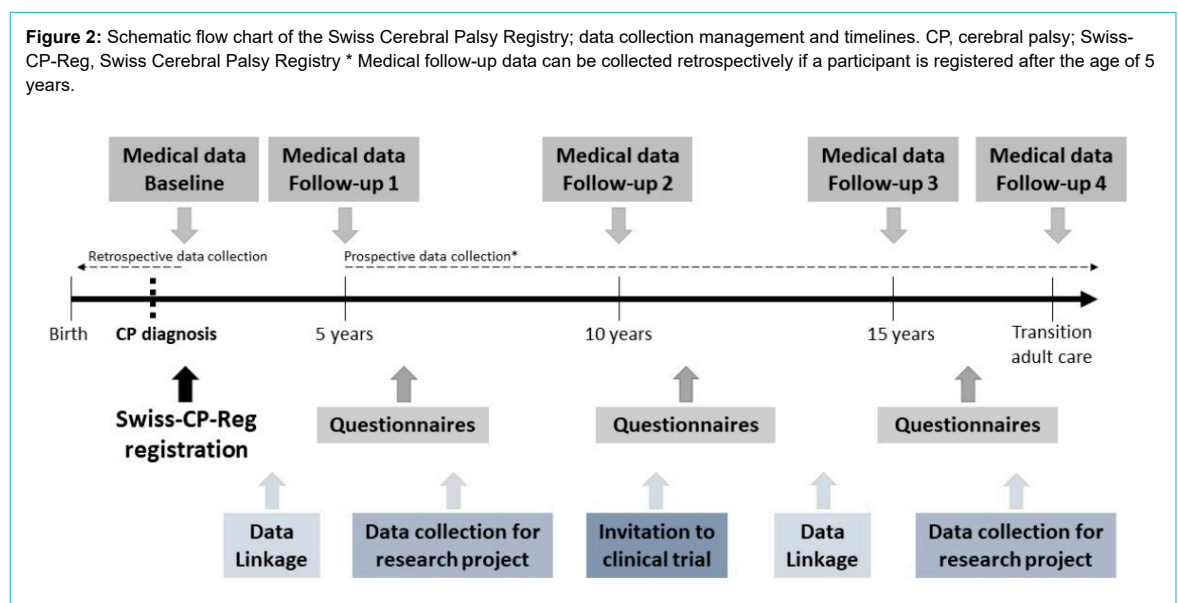 Figure 2: Schematic flow chart of the Swiss Cerebral Palsy Registry; data collection management and timelines. CP, cerebral palsy; Swiss-
CP-Reg, Swiss Cerebral Palsy Registry * Medical follow-up data can be collected retrospectively if a participant is registered after the age of 5
years.
Medical data
Baseline
Medical data
Follow-up 1
Medical data
Follow-up 2
Medical data
Follow-up 3
Medical data
Follow-up 4
Retrospective data collection
Prospective data collection*
Birth
CP diagnosis
5 years
10 years
15 years
Transition
adult care
Swiss-CP-Reg
registration
Questionnaires
Questionnaires
Questionnaires
Data
Linkage
Data collection for
research project
Invitation to
clinical trial
Data
Linkage
Data collection for
research project